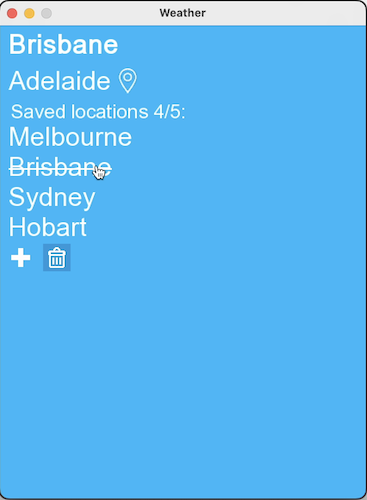 Weather
Brisbane
Adelaide
Saved locations 4/5:
Melbourne
Brisbane
Sydney
Hobart